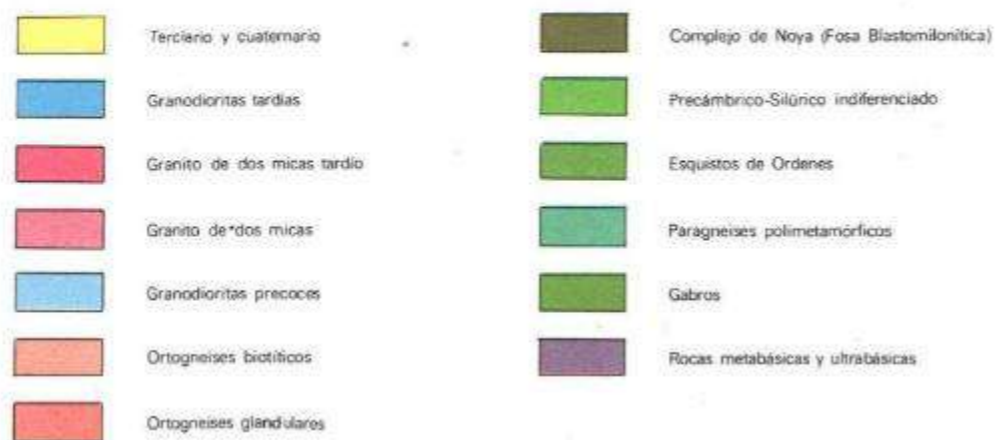 Terciario y cuaternario
Granodioritas tardías
Granito de dos micas tardío
Granito de dos micas
Granodioritas precoces
Ortogneises biotíticos
Ortogneises glandulares
Complejo de Noya (Fosa Blastomilonítica)
Precámbrico-Silúrico indiferenciado
Esquistos de Ordenes
Paragneises polimetamórficos
Gabros
Rocas metabásicas y ultrabásicas